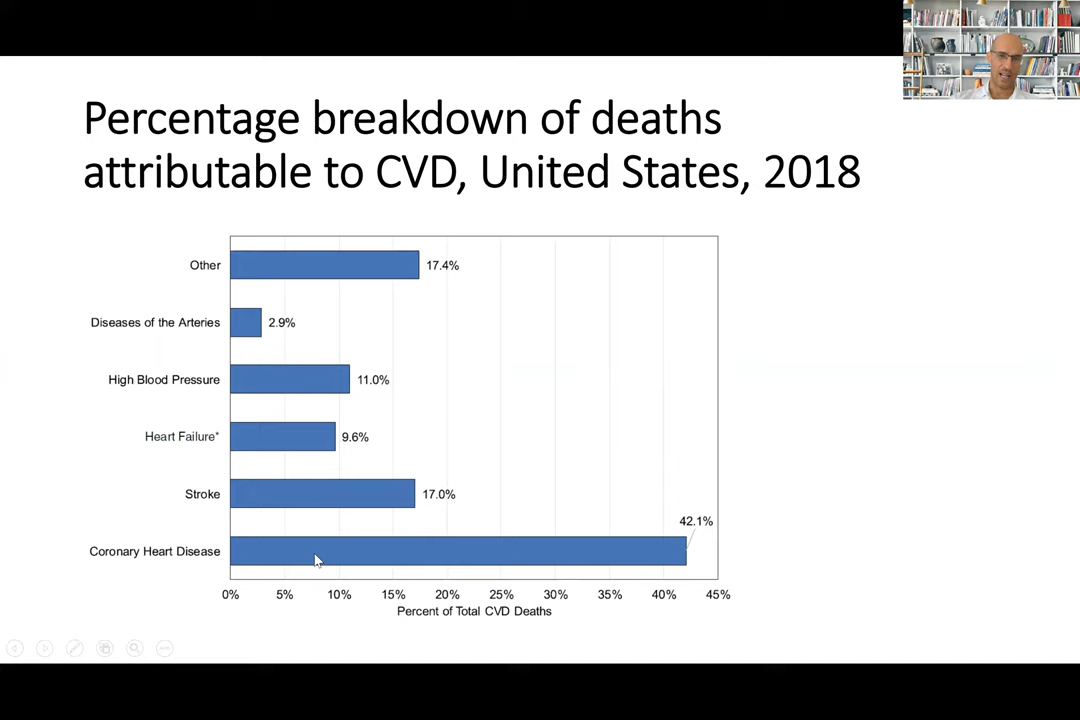 Percentage breakdown of deaths
attributable to CVD, United States, 2018
Other 17.4%
Diseases of the Arteries 2.9%
High Blood Pressure 11.0%
Heart Failure* 9.6%
Stroke 17.0%
42.1%
Coronary Heart Disease
0% 5% 10% 15% 20% 25% 30% 35% 40% 45%
Percent of Total CVD Deaths